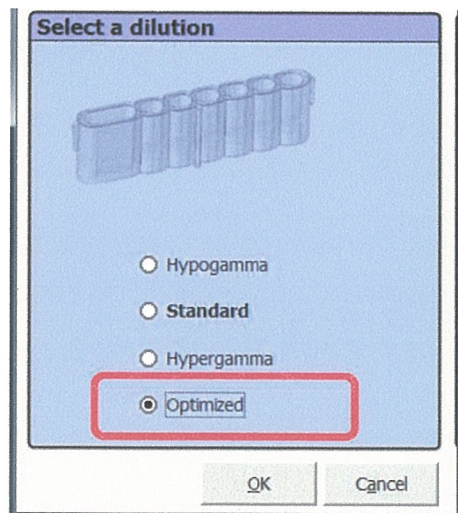 Select a dilution
Hypogamma
Standard
Hypergamma
Optimized
OK
Cancel